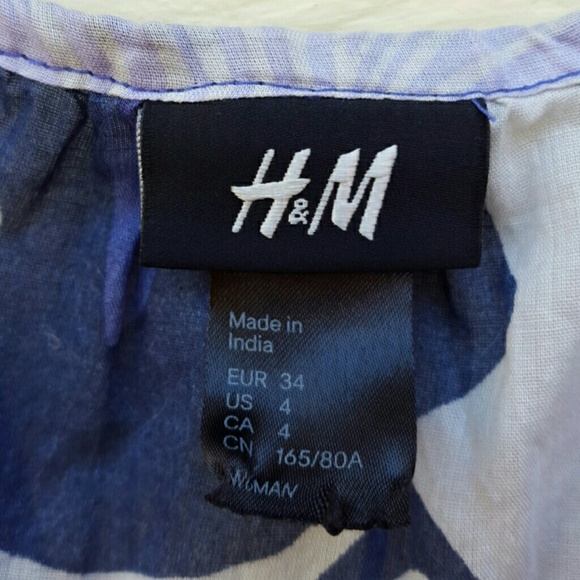 H&M
Made in
India
EUR 34
US 4
CA 4
CN 165/80A
WOMAN